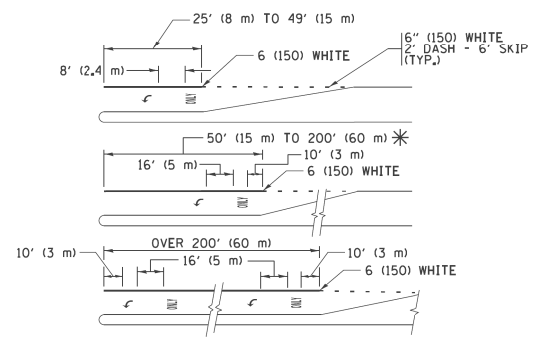 25' (8 m) TO 49' (15 m)
6" (150) WHITE
2' DASH - 6' SKIP
(TYP.)
8' (2.4 m)
6 (150) WHITE
ONLY
50' (15 m) TO 200' (60 m) *
16' (5 m)
10' (3 m)
6 (150) WHITE
ONLY
OVER 200' (60 m)
10' (3 m)
16' (5 m)
10' (3 m)
6 (150) WHITE
ONLY
ONLY